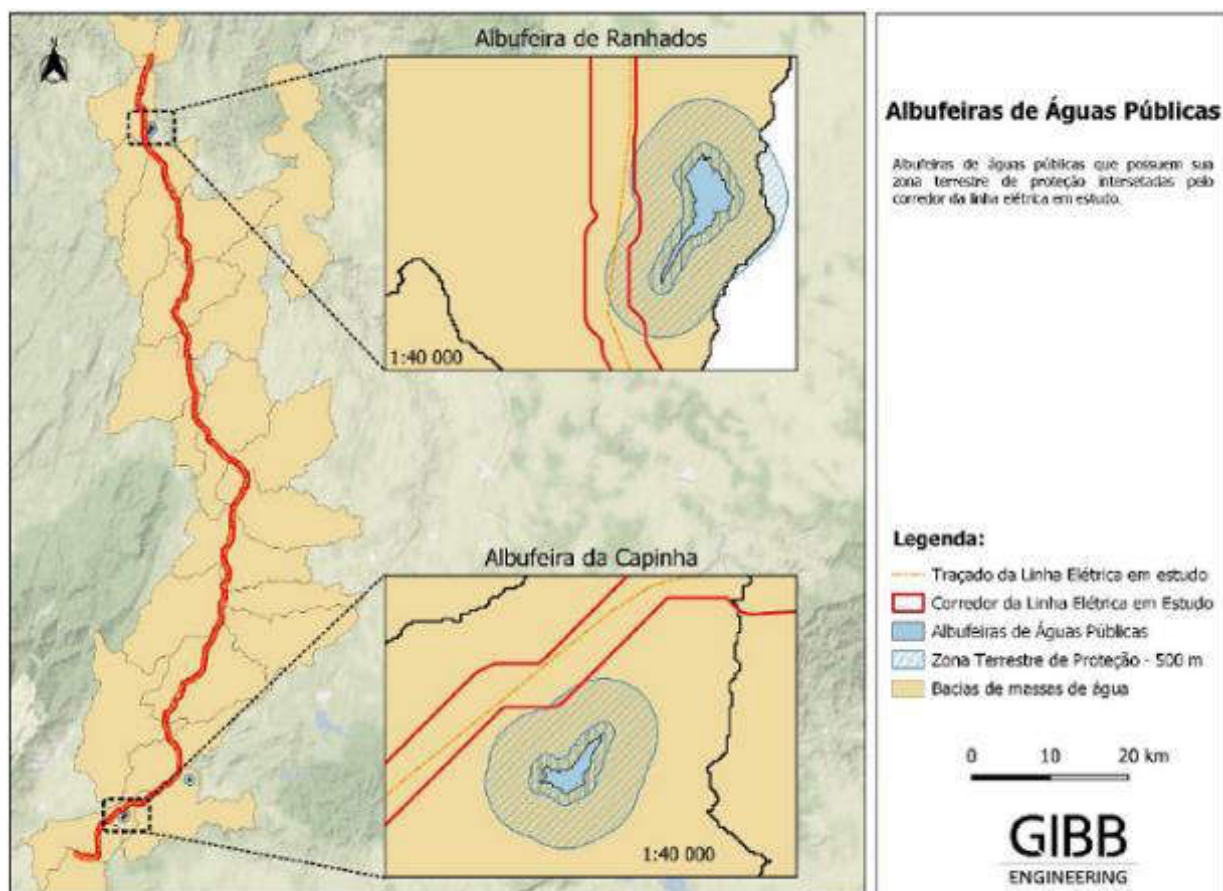 N
Albufeira de Ranhados
1:40 000
Albufeira da Capinha
1:40 000
Albufeiras de Águas Públicas
Albufeiras de águas públicas que possuem sua
zona terrestre de proteção intersetadas pelo
corredor da linha elétrica em estudo.
Legenda:
Traçado da Linha Elétrica em estudo
Corredor da Linha Elétrica em Estudo
Albufeiras de Águas Públicas
Zona Terrestre de Proteção - 500 m
Bacias de massas de água
0 10 20 km
GIBB
ENGINEERING